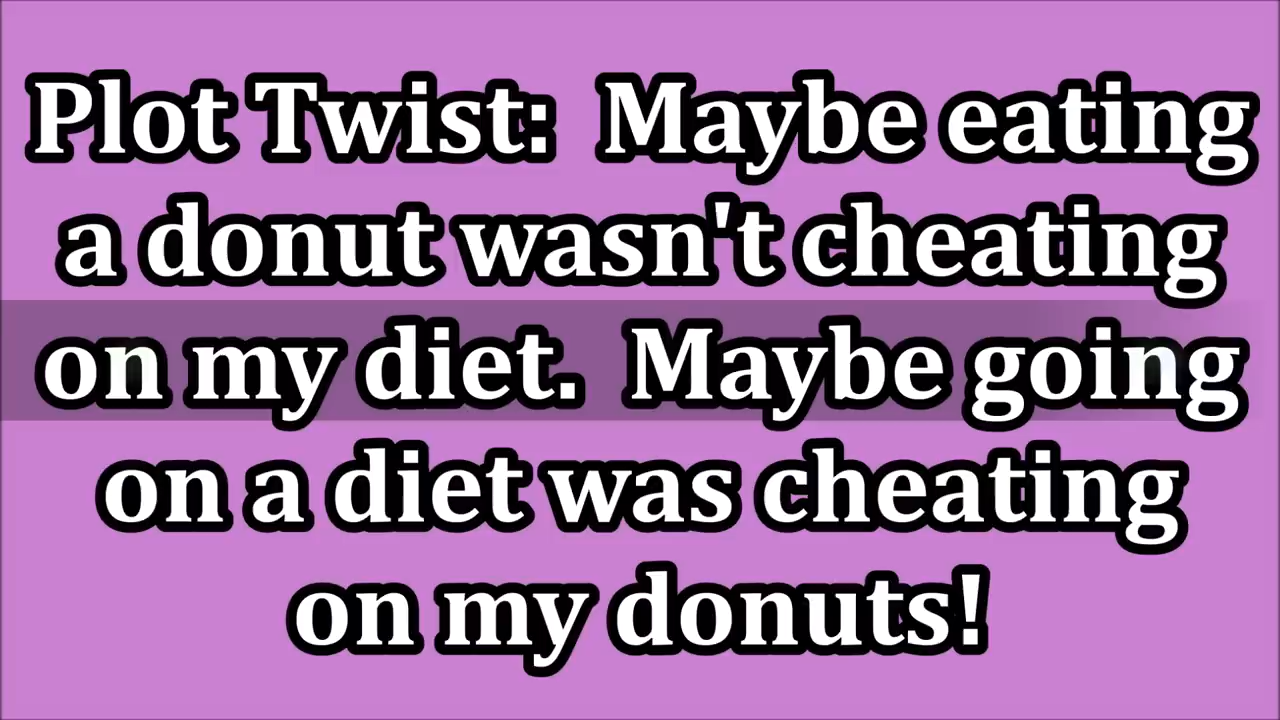 Plot Twist:  Maybe eating
a donut wasn't cheating
on my diet.  Maybe going
on a diet was cheating
on my donuts!